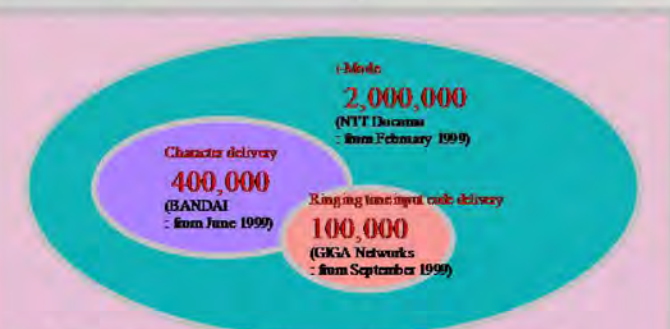 i-Mode
2,000,000
(NTT Docomo
: from February 1999)
Character delivery
400,000
(BANDAI
: from June 1999)
Ringing tune input code delivery
100,000
(GIGA Networks
: from September 1999)